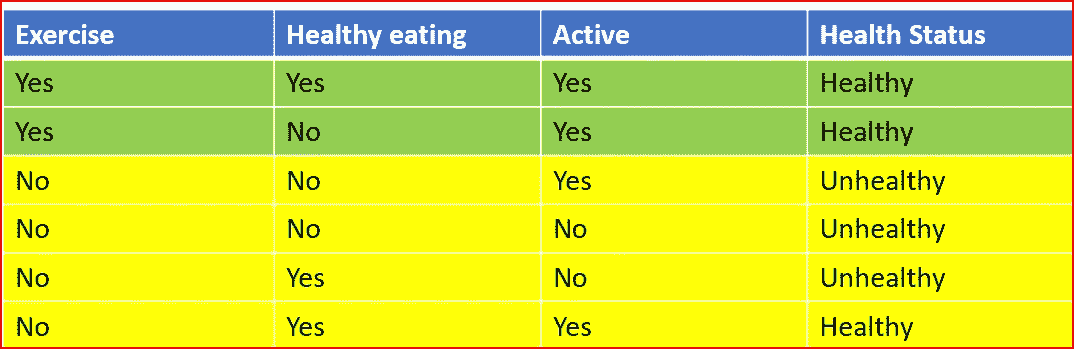 Exercise Healthy eating Active Health Status
Yes Yes Yes Healthy
Yes No Yes Healthy
No No Yes Unhealthy
No No No Unhealthy
No Yes No Unhealthy
No Yes Yes Healthy